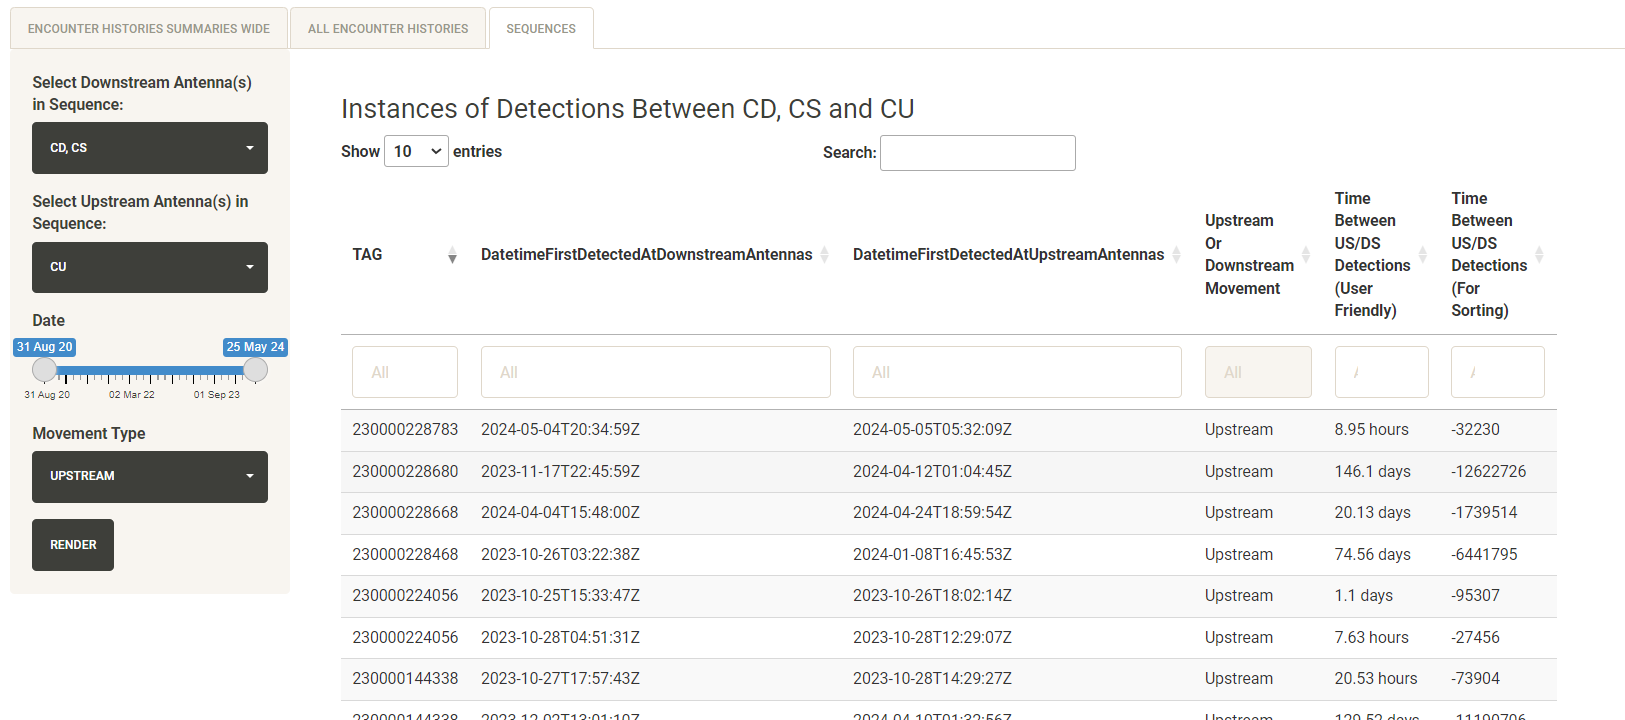 ENCOUNTER HISTORIES SUMMARIES WIDE
ALL ENCOUNTER HISTORIES
SEQUENCES
Select Downstream Antenna(s)
in Sequence:
CD, CS
Select Upstream Antenna(s) in
Sequence:
CU
Date
31 Aug 20
25 May 24
31 Aug 20
02 Mar 22
01 Sep 23
Movement Type
UPSTREAM
RENDER
Instances of Detections Between CD, CS and CU
Show 10 entries
Search:
TAG
DatetimeFirstDetectedAtDownstreamAntennas
DatetimeFirstDetectedAtUpstreamAntennas
Upstream
Or
Downstream
Movement
Time
Between
US/DS
Detections
(User
Friendly)
Time
Between
US/DS
Detections
(For
Sorting)
All All All All
230000228783 2024-05-04T20:34:59Z 2024-05-05T05:32:09Z Upstream 8.95 hours -32230
230000228680 2023-11-17T22:45:59Z 2024-04-12T01:04:45Z Upstream 146.1 days -12622726
230000228668 2024-04-04T15:48:00Z 2024-04-24T18:59:54Z Upstream 20.13 days -1739514
230000228468 2023-10-26T03:22:38Z 2024-01-08T16:45:53Z Upstream 74.56 days -6441795
230000224056 2023-10-25T15:33:47Z 2023-10-26T18:02:14Z Upstream 1.1 days -95307
230000224056 2023-10-28T04:51:31Z 2023-10-28T12:29:07Z Upstream 7.63 hours -27456
230000144338 2023-10-27T17:57:43Z 2023-10-28T14:29:27Z Upstream 20.53 hours -73904
230000144338 Upstream 129.52 days